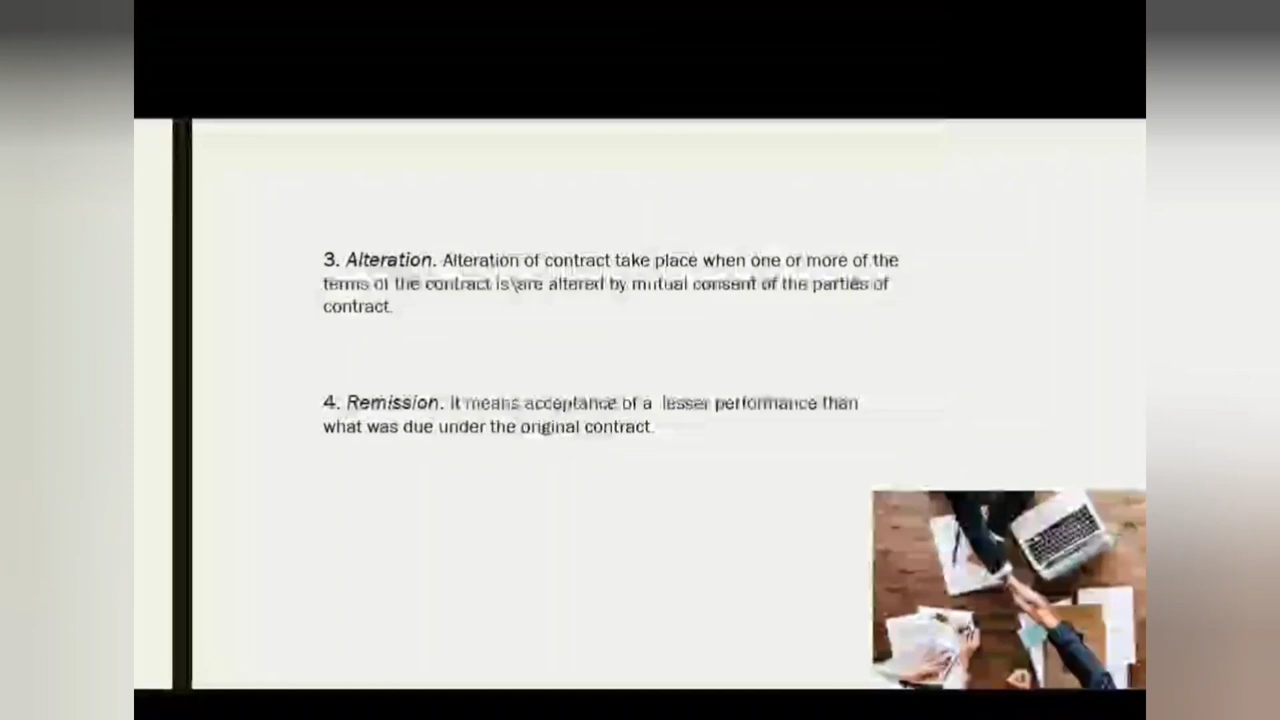 3. Alteration. Alteration of contract take place when one or more of the
terms of the contract is\are altered by mutual consent of the parties of
contract.
4. Remission. It means acceptance of a lesser performance than
what was due under the original contract.